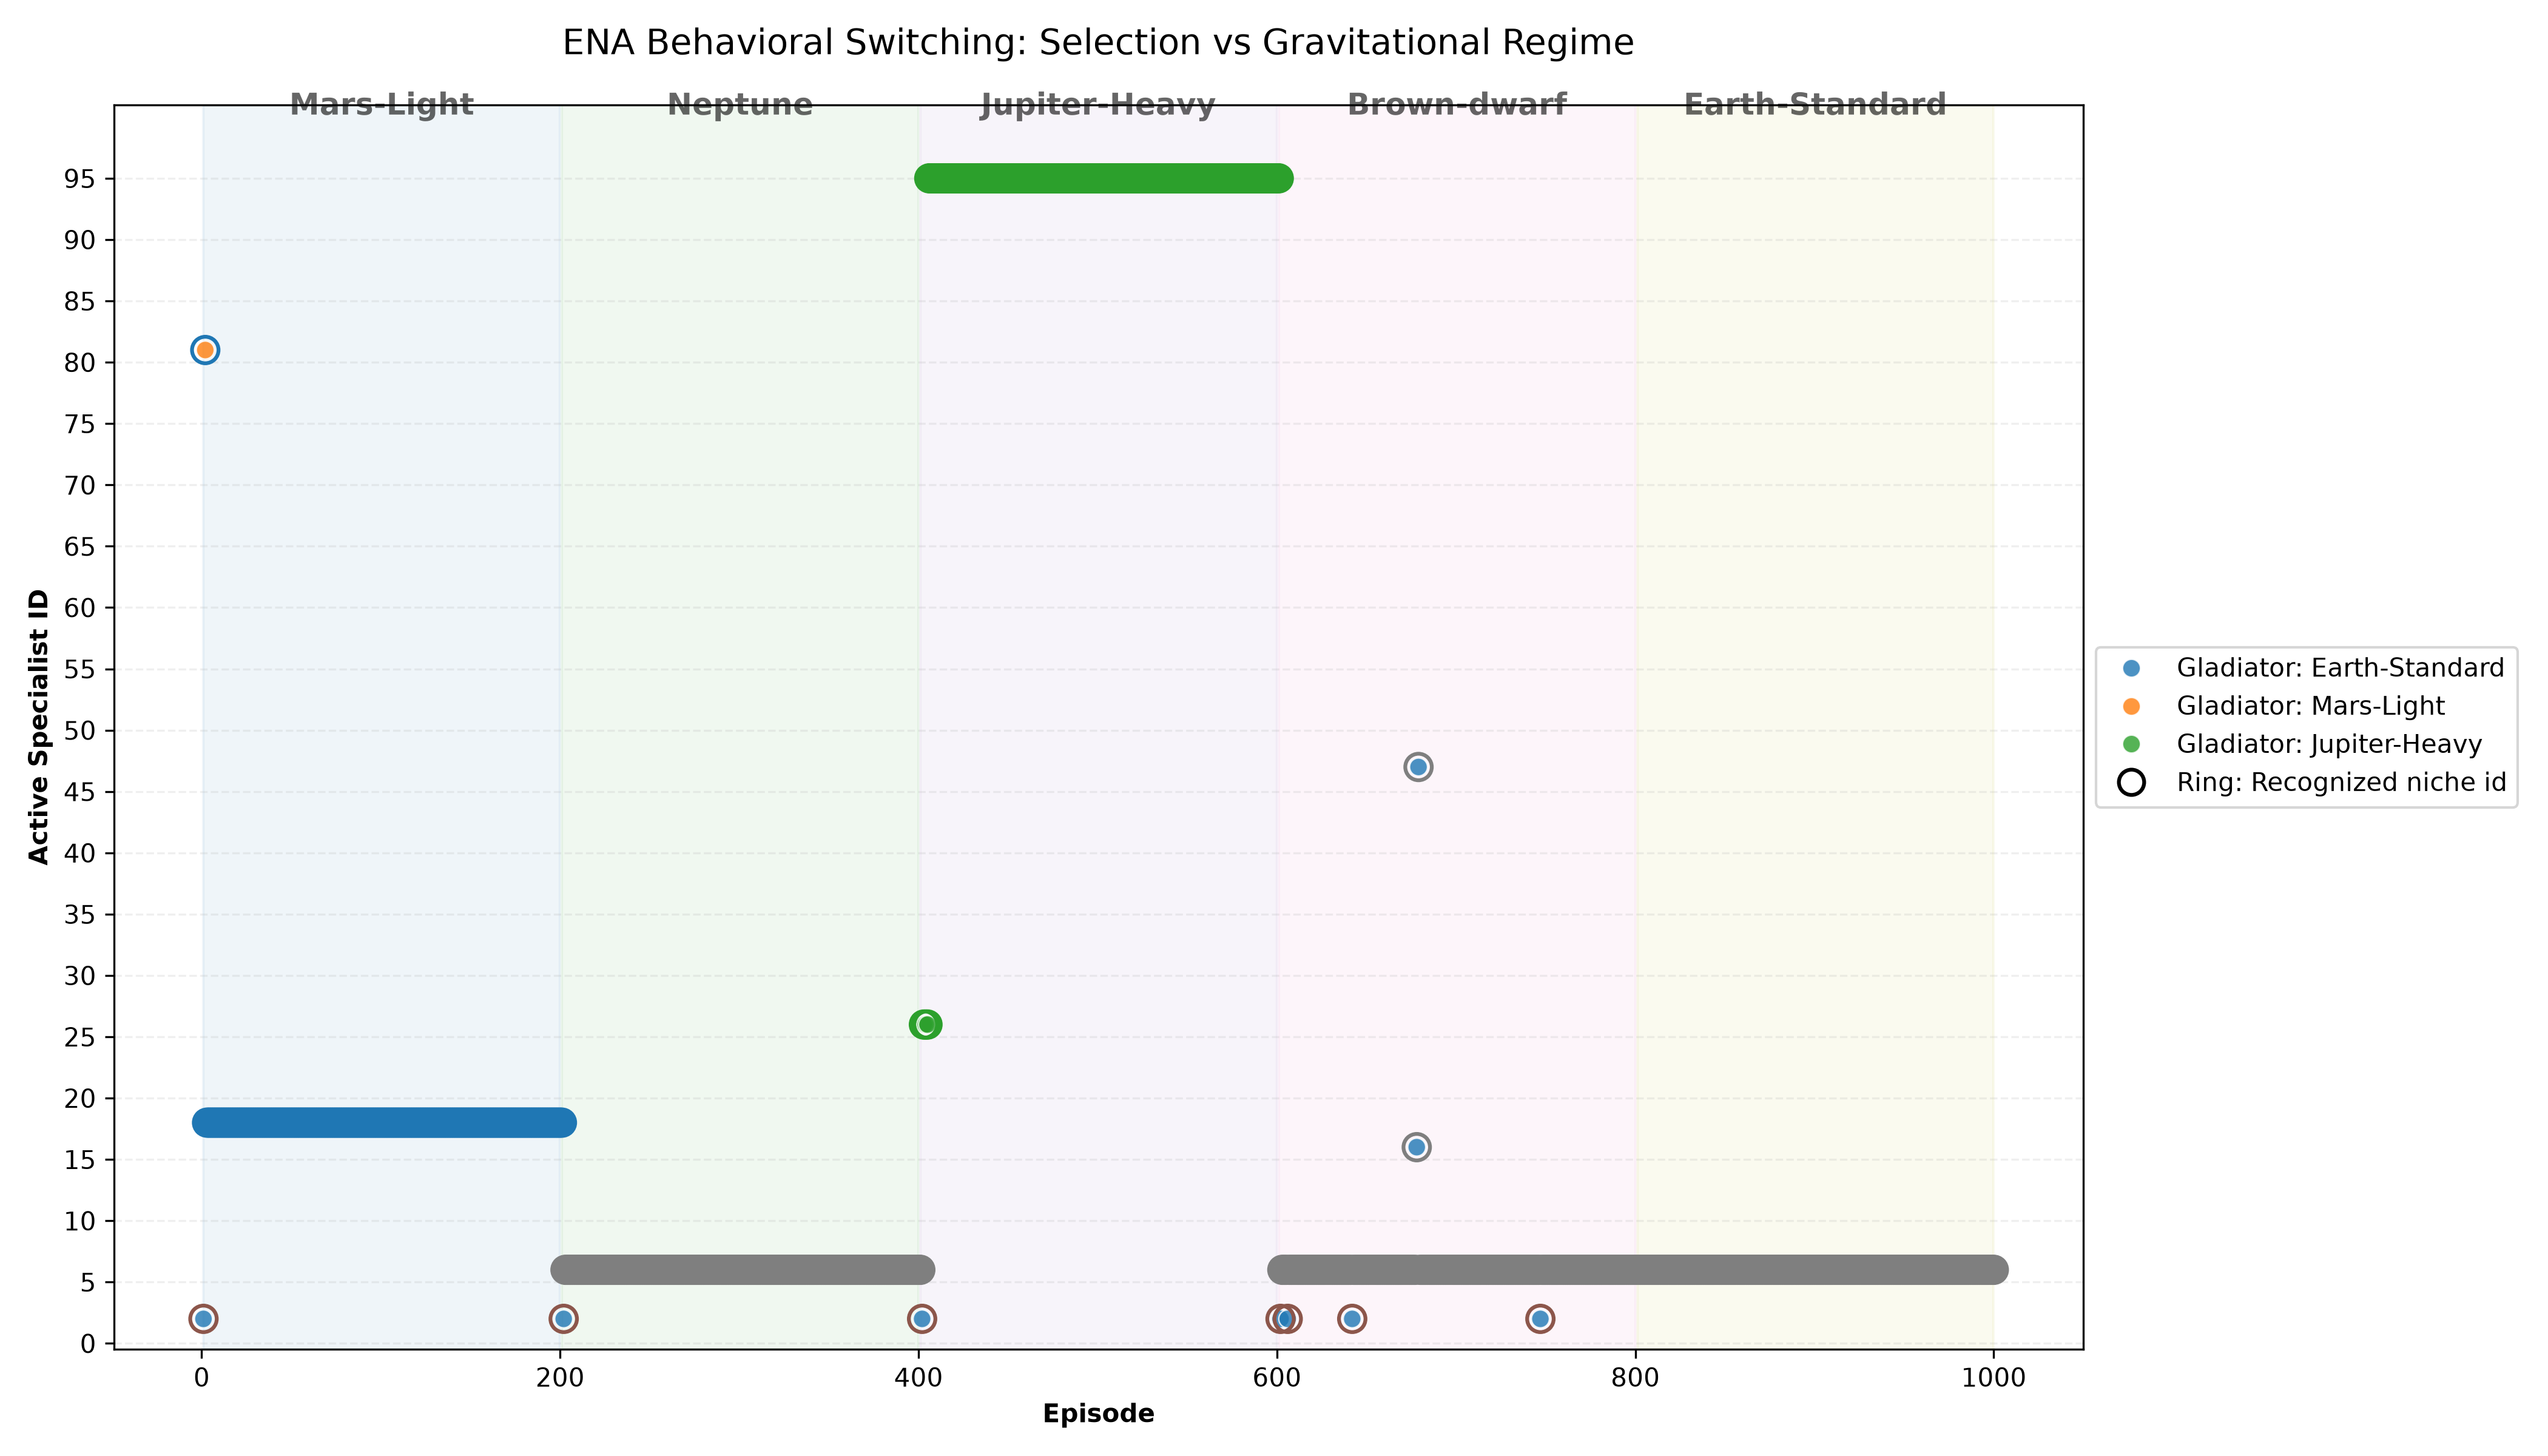 ENA Behavioral Switching: Selection vs Gravitational Regime
Mars-Light
Neptune
Jupiter-Heavy
Brown-dwarf
Earth-Standard
Active Specialist ID
95
90
85
80
75
70
65
60
55
50
45
40
35
30
25
20
15
10
5
0
0
200
400
600
800
1000
Episode
Gladiator: Earth-Standard
Gladiator: Mars-Light
Gladiator: Jupiter-Heavy
Ring: Recognized niche id